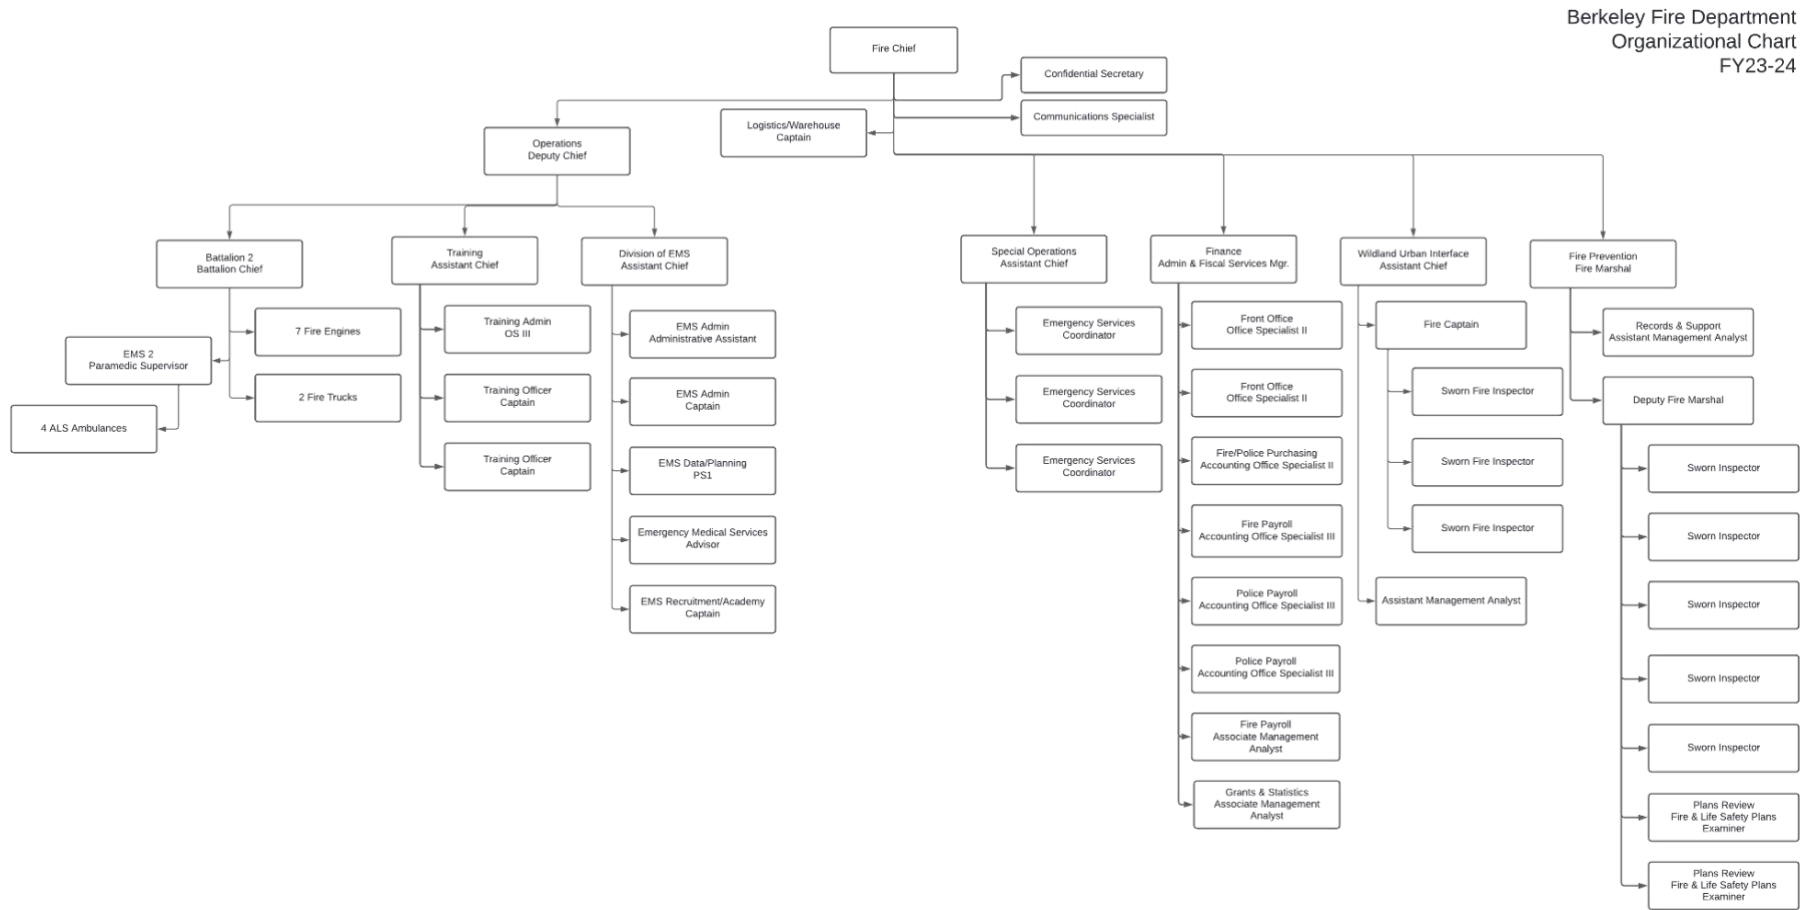 Berkeley Fire Department
Organizational Chart
FY23-24
Fire Chief
Confidential Secretary
Communications Specialist
Logistics/Warehouse
Captain
Operations
Deputy Chief
Battalion 2
Battalion Chief
7 Fire Engines
EMS 2
Paramedic Supervisor
2 Fire Trucks
4 ALS Ambulances
Training
Assistant Chief
Training Admin
OS III
Training Officer
Captain
Training Officer
Captain
Division of EMS
Assistant Chief
EMS Admin
Administrative Assistant
EMS Admin
Captain
EMS Data/Planning
PS1
Emergency Medical Services
Advisor
EMS Recruitment/Academy
Captain
Special Operations
Assistant Chief
Emergency Services
Coordinator
Emergency Services
Coordinator
Emergency Services
Coordinator
Finance
Admin & Fiscal Services Mgr.
Front Office
Office Specialist II
Front Office
Office Specialist II
Fire/Police Purchasing
Accounting Office Specialist II
Fire Payroll
Accounting Office Specialist III
Police Payroll
Accounting Office Specialist III
Police Payroll
Accounting Office Specialist III
Fire Payroll
Associate Management
Analyst
Grants & Statistics
Associate Management
Analyst
Wildland Urban Interface
Assistant Chief
Fire Captain
Sworn Fire Inspector
Sworn Fire Inspector
Sworn Fire Inspector
Assistant Management Analyst
Fire Prevention
Fire Marshal
Records & Support
Assistant Management Analyst
Deputy Fire Marshal
Sworn Inspector
Sworn Inspector
Sworn Inspector
Sworn Inspector
Sworn Inspector
Plans Review
Fire & Life Safety Plans
Examiner
Plans Review
Fire & Life Safety Plans
Examiner